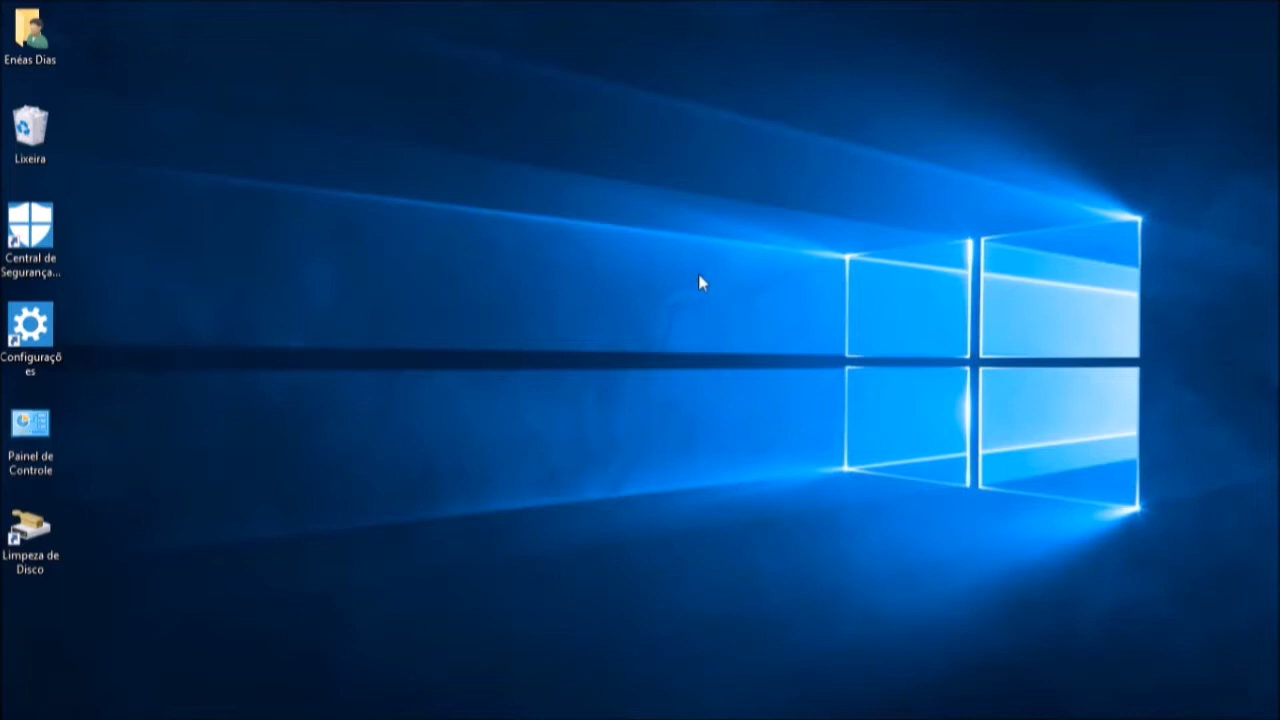 Enéas Dias
Lixeira
Central de
Segurança...
Configuraçõ
es
Painel de
Controle
Limpeza de
Disco